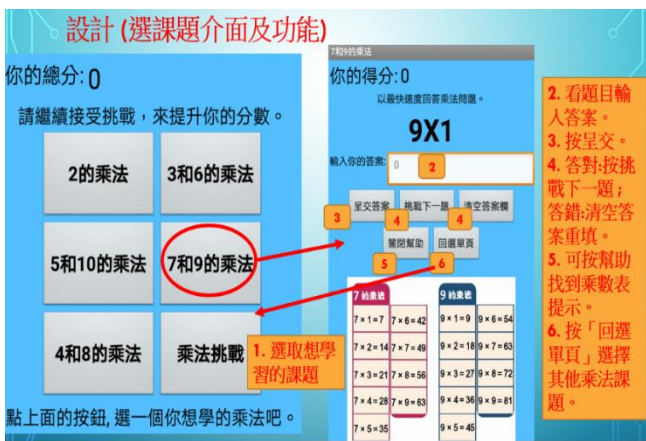 設計 (選課題介面及功能)
你的總分: 0
請繼續接受挑戰，來提升你的分數。
2的乘法
3和6的乘法
5和10的乘法
7和9的乘法
4和8的乘法
乘法挑戰
點上面的按鈕, 選一個你想學的乘法吧。
1. 選取想學
習的課題
7和9的乘法
你的得分: 0
以最快速度回答乘法問題。
9X1
輸入你的答案:
0
2
呈交答案
挑戰下一題
清空答案欄
3
4
4
關閉幫助
回選單頁
5
6
7 的乘法
7 × 1 = 7
7 × 6 = 42
7 × 2 = 14
7 × 7 = 49
7 × 3 = 21
7 × 8 = 56
7 × 4 = 28
7 × 9 = 63
7 × 5 = 35
9 的乘法
9 × 1 = 9
9 × 6 = 54
9 × 2 = 18
9 × 7 = 63
9 × 3 = 27
9 × 8 = 72
9 × 4 = 36
9 × 9 = 81
9 × 5 = 45
2. 看題目輸
入答案。
3. 按呈交。
4. 答對:按挑
戰下一題；
答錯:清空答
案重填。
5. 可按幫助
找到乘數表
提示。
6. 按「回選
單頁」選擇
其他乘法課
題。